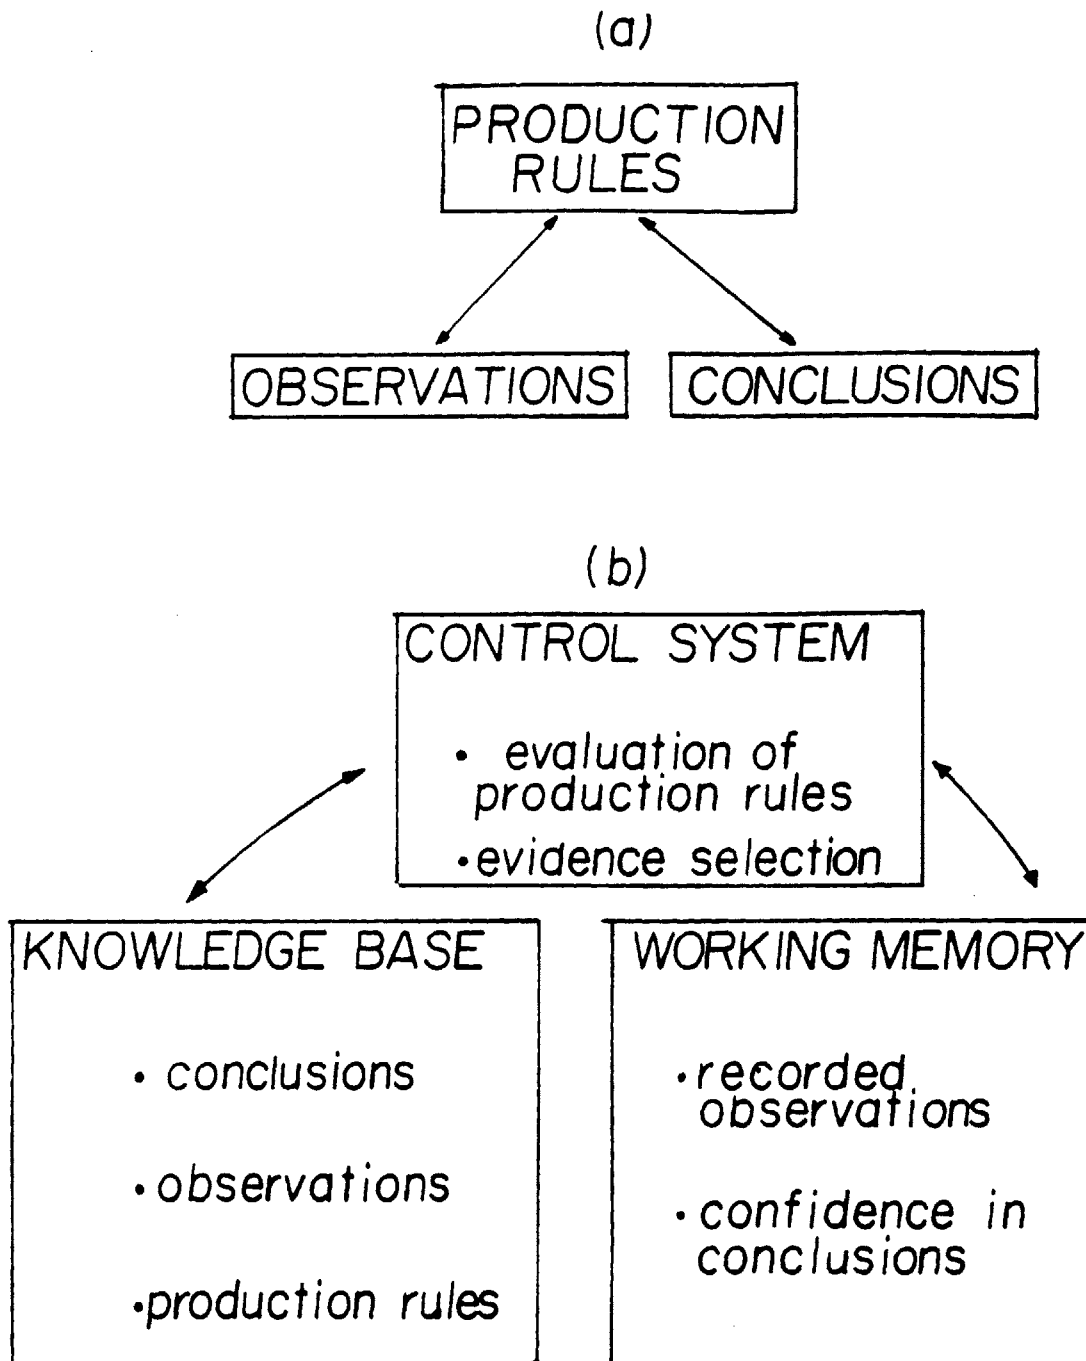 (a)
PRODUCTION
RULES
OBSERVATIONS
CONCLUSIONS
(b)
CONTROL SYSTEM
• evaluation of
production rules
• evidence selection
KNOWLEDGE BASE
• conclusions
• observations
• production rules
WORKING MEMORY
• recorded
observations
• confidence in
conclusions